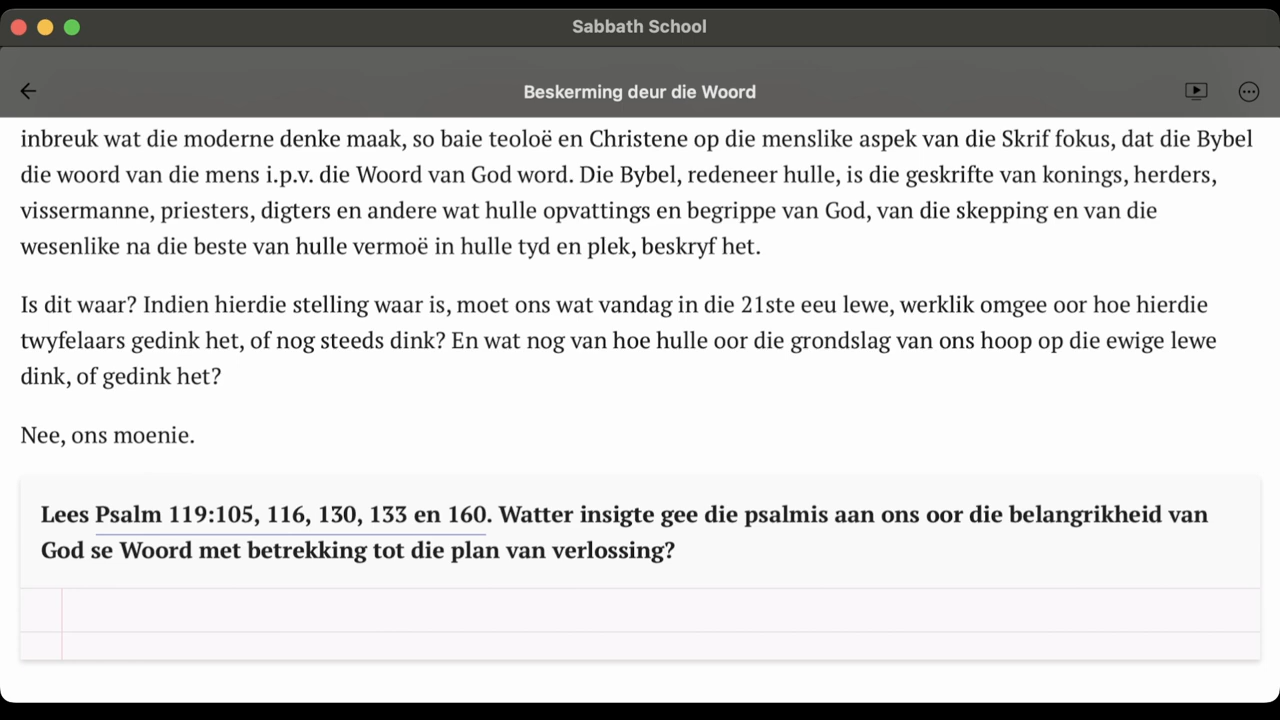 Sabbath School
Beskerming deur die Woord
inbreuk wat die moderne denke maak, so baie teoloë en Christene op die menslike aspek van die Skrif fokus, dat die Bybel
die woord van die mens i.p.v. die Woord van God word. Die Bybel, redeneer hulle, is die geskrifte van konings, herders,
vissermanne, priesters, digters en andere wat hulle opvattings en begrippe van God, van die skepping en van die
wesenlike na die beste van hulle vermoë in hulle tyd en plek, beskryf het.
Is dit waar? Indien hierdie stelling waar is, moet ons wat vandag in die 21ste eeu lewe, werklik omgee oor hoe hierdie
twyfelaars gedink het, of nog steeds dink? En wat nog van hoe hulle oor die grondslag van ons hoop op die ewige lewe
dink, of gedink het?
Nee, ons moenie.
Lees Psalm 119:105, 116, 130, 133 en 160. Watter insigte gee die psalmis aan ons oor die belangrikheid van
God se Woord met betrekking tot die plan van verlossing?